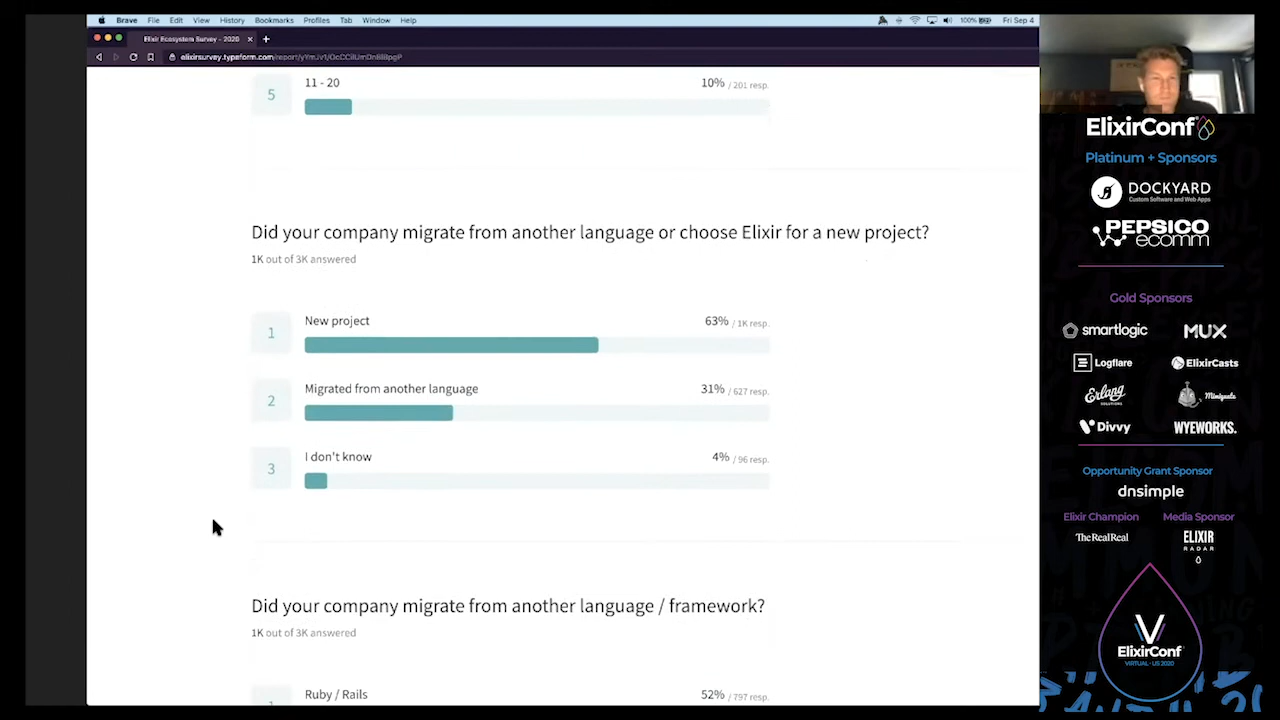 Brave File Edit View History Bookmarks Profiles Tab Window Help 100% Fri Sep 4
Elixir Ecosystem Survey - 2020
5 11 - 20 10% / 201 resp.
Did your company migrate from another language or choose Elixir for a new project?
1K out of 3K answered
1 New project 63% / 1K resp.
2 Migrated from another language 31% / 627 resp.
3 I don't know 4% / 96 resp.
Did your company migrate from another language / framework?
1K out of 3K answered
1 Ruby / Rails 52% / 797 resp.
ElixirConf
Platinum + Sponsors
DOCKYARD
Custom Software and Web Apps
PEPSICO
ecomm
Gold Sponsors
smartlogic MUX
Logflare ElixirCasts
Erlang SOLUTIONS
Divvy WYEWORKS.
Opportunity Grant Sponsor
dnsimple
Elixir Champion Media Sponsor
TheRealReal ELIXIR RADAR
V
ElixirConf
VIRTUAL - US 2020